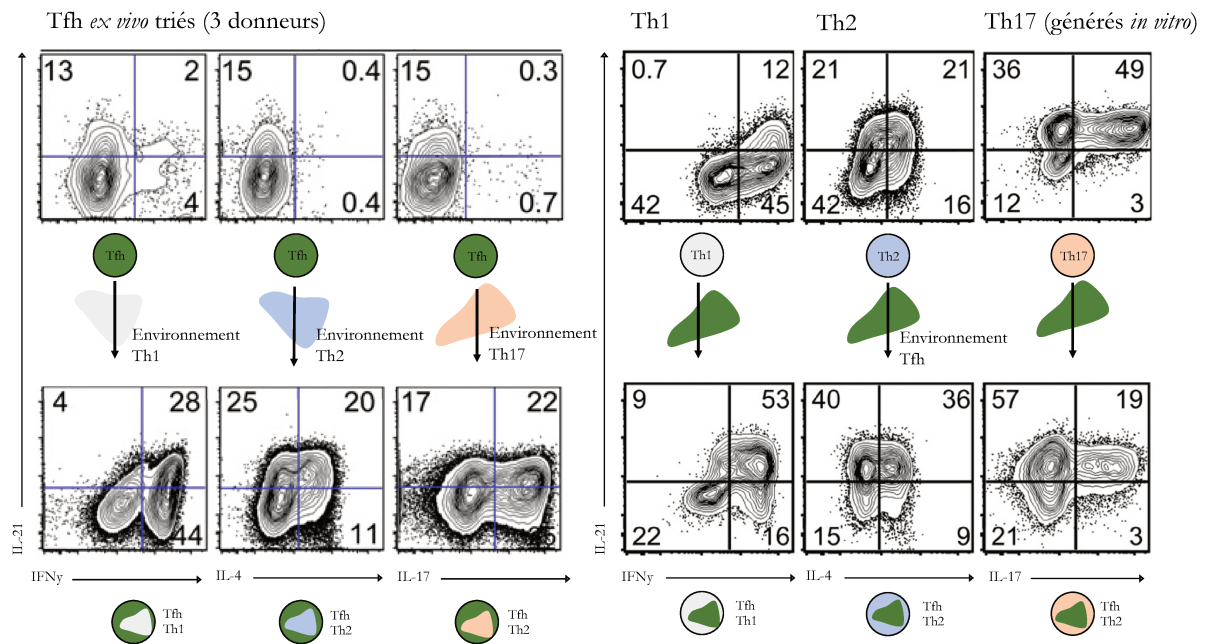 Tfh ex vivo triés (3 donneurs)
Th1
Th2
Th17 (générés in vitro)
13 2
4
15 0.4
0.4
15 0.3
0.7
0.7 12
42 45
21 21
42 16
36 49
12 3
Tfh
Tfh
Tfh
Th1
Th2
Th17
Environnement
Th1
Environnement
Th2
Environnement
Th17
Environnement
Tfh
4 28
44
25 20
11
17 22
9 53
22 16
40 36
15 9
57 19
21 3
IL-21
IL-21
IFNy
IL-4
IL-17
IFNy
IL-4
IL-17
Tfh
Th1
Tfh
Th2
Tfh
Th2
Tfh
Th1
Tfh
Th2
Tfh
Th2